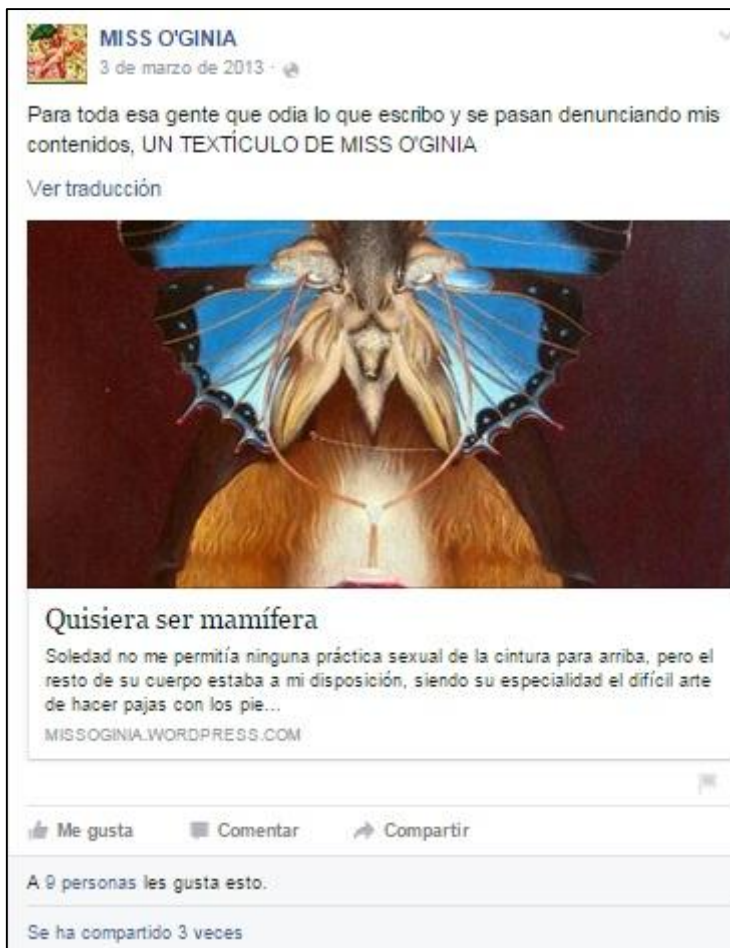 MISS O'GINIA
3 de marzo de 2013 ·
Para toda esa gente que odia lo que escribo y se pasan denunciando mis
contenidos, UN TEXTÍCULO DE MISS O'GINIA
Ver traducción
Quisiera ser mamífera
Soledad no me permitía ninguna práctica sexual de la cintura para arriba, pero el
resto de su cuerpo estaba a mi disposición, siendo su especialidad el difícil arte
de hacer pajas con los pie...
MISSOGINIA.WORDPRESS.COM
Me gusta Comentar Compartir
A 9 personas les gusta esto.
Se ha compartido 3 veces